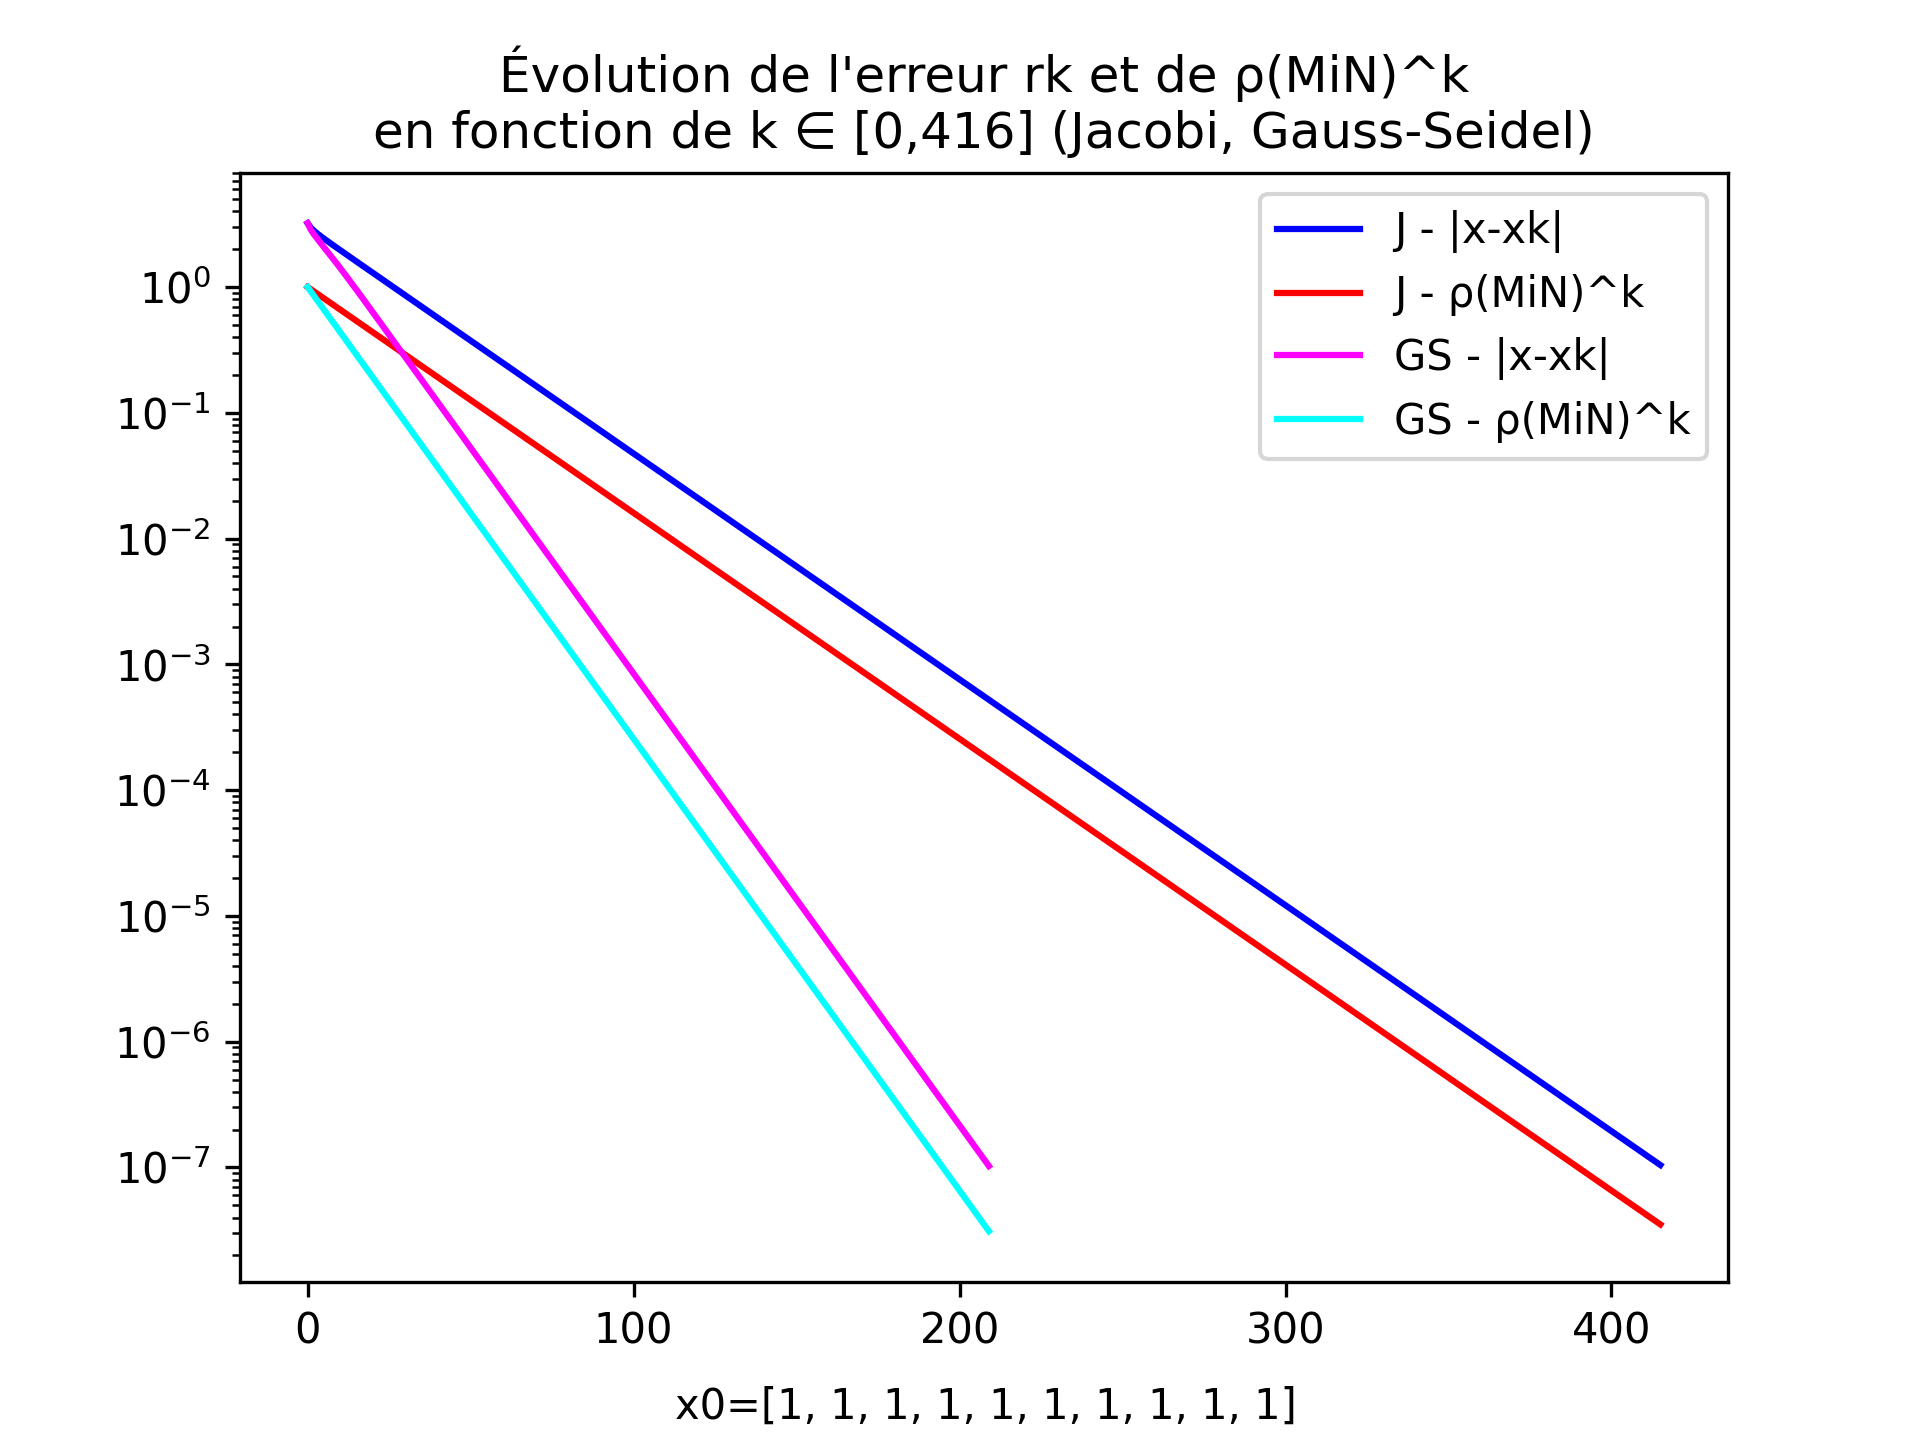 Évolution de l'erreur rk et de ρ(MiN)^k
en fonction de k ∈ [0,416] (Jacobi, Gauss-Seidel)
J - |x-xk|
J - ρ(MiN)^k
GS - |x-xk|
GS - ρ(MiN)^k
10⁰
10⁻¹
10⁻²
10⁻³
10⁻⁴
10⁻⁵
10⁻⁶
10⁻⁷
0 100 200 300 400
x0=[1, 1, 1, 1, 1, 1, 1, 1, 1, 1]